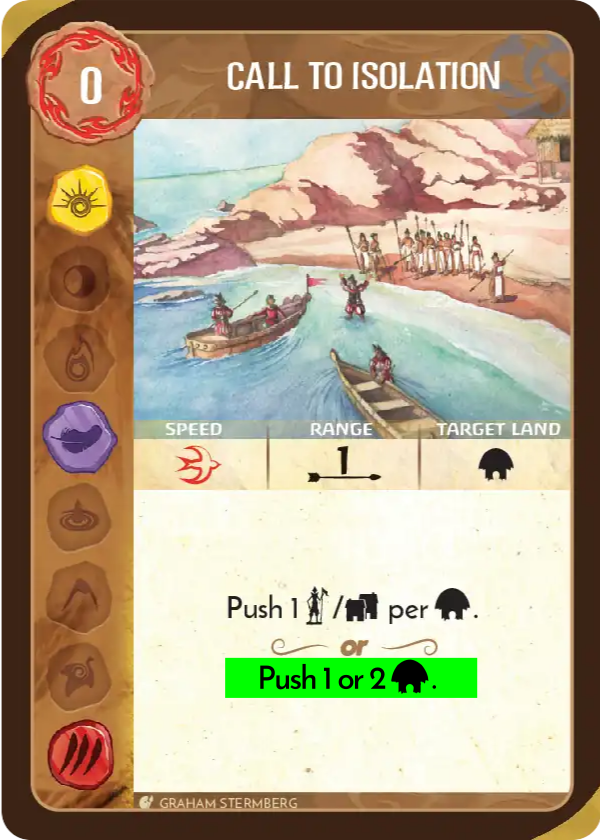 0
CALL TO ISOLATION
SPEED RANGE TARGET LAND
1
Push 1 / per .
or
Push 1 or 2 .
GRAHAM STERMBERG